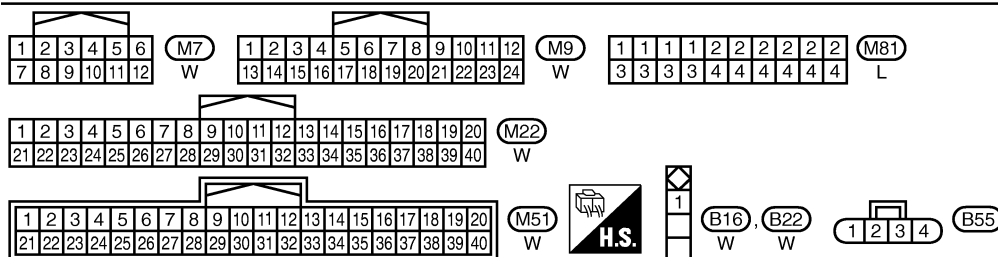 1 2 3 4 5 6 M7 1 2 3 4 5 6 7 8 9 10 11 12 M9 1 1 1 1 2 2 2 2 2 2 M81
7 8 9 10 11 12 W 13 14 15 16 17 18 19 20 21 22 23 24 W 3 3 3 3 4 4 4 4 4 4 L
1 2 3 4 5 6 7 8 9 10 11 12 13 14 15 16 17 18 19 20 M22
21 22 23 24 25 26 27 28 29 30 31 32 33 34 35 36 37 38 39 40 W
1 2 3 4 5 6 7 8 9 10 11 12 13 14 15 16 17 18 19 20 M51 1 B16 , B22 1 2 3 4 B55
21 22 23 24 25 26 27 28 29 30 31 32 33 34 35 36 37 38 39 40 W H.S. W W